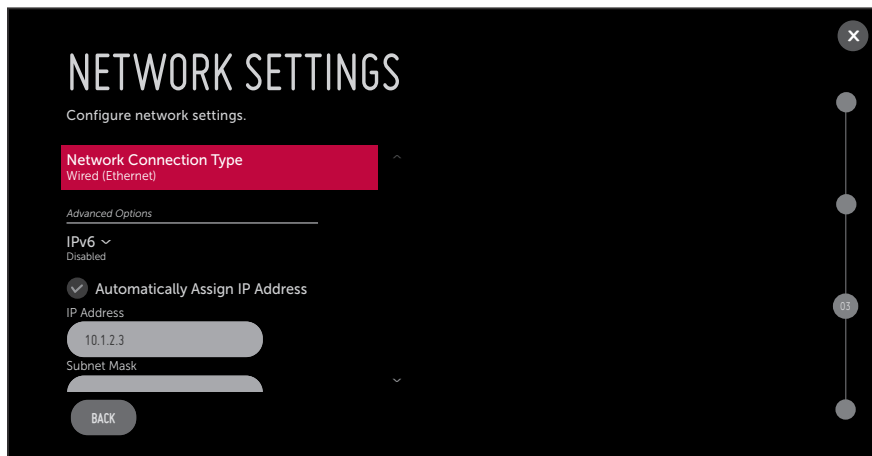 NETWORK SETTINGS
Configure network settings.
Network Connection Type
Wired (Ethernet)
Advanced Options
IPv6
Disabled
Automatically Assign IP Address
IP Address
10.1.2.3
Subnet Mask
BACK
X
03